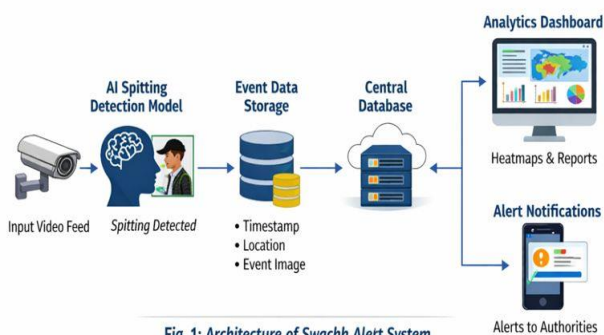 Analytics Dashboard
AI Spitting
Detection Model
Event Data
Storage
Central
Database
Heatmaps & Reports
Input Video Feed
Spitting Detected
• Timestamp
• Location
• Event Image
Alert Notifications
Alerts to Authorities
Fig. 1: Architecture of Swachh Alert System